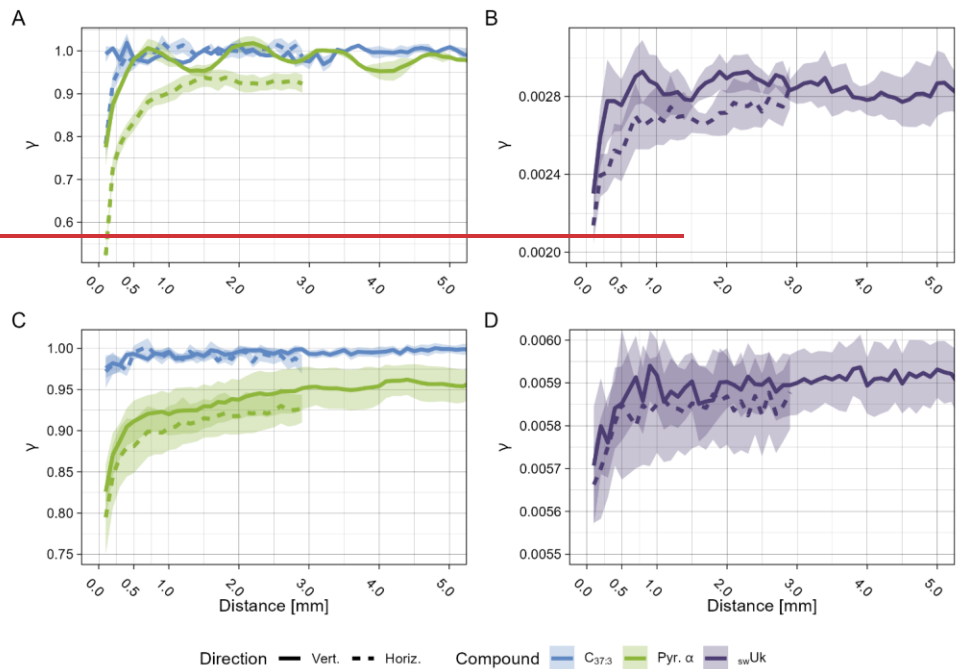 A
B
1.0
0.9
0.8
0.7
0.6
γ
0.0028
0.0024
0.0020
γ
0.0 0.5 1.0 2.0 3.0 4.0 5.0
0.0 0.5 1.0 2.0 3.0 4.0 5.0
C
D
1.00
0.95
0.90
0.85
0.80
0.75
γ
0.0060
0.0059
0.0058
0.0057
0.0056
0.0055
γ
0.0 0.5 1.0 2.0 3.0 4.0 5.0
0.0 0.5 1.0 2.0 3.0 4.0 5.0
Distance [mm]
Distance [mm]
Direction Vert. Horiz. Compound C37:3 Pyr. α swUk